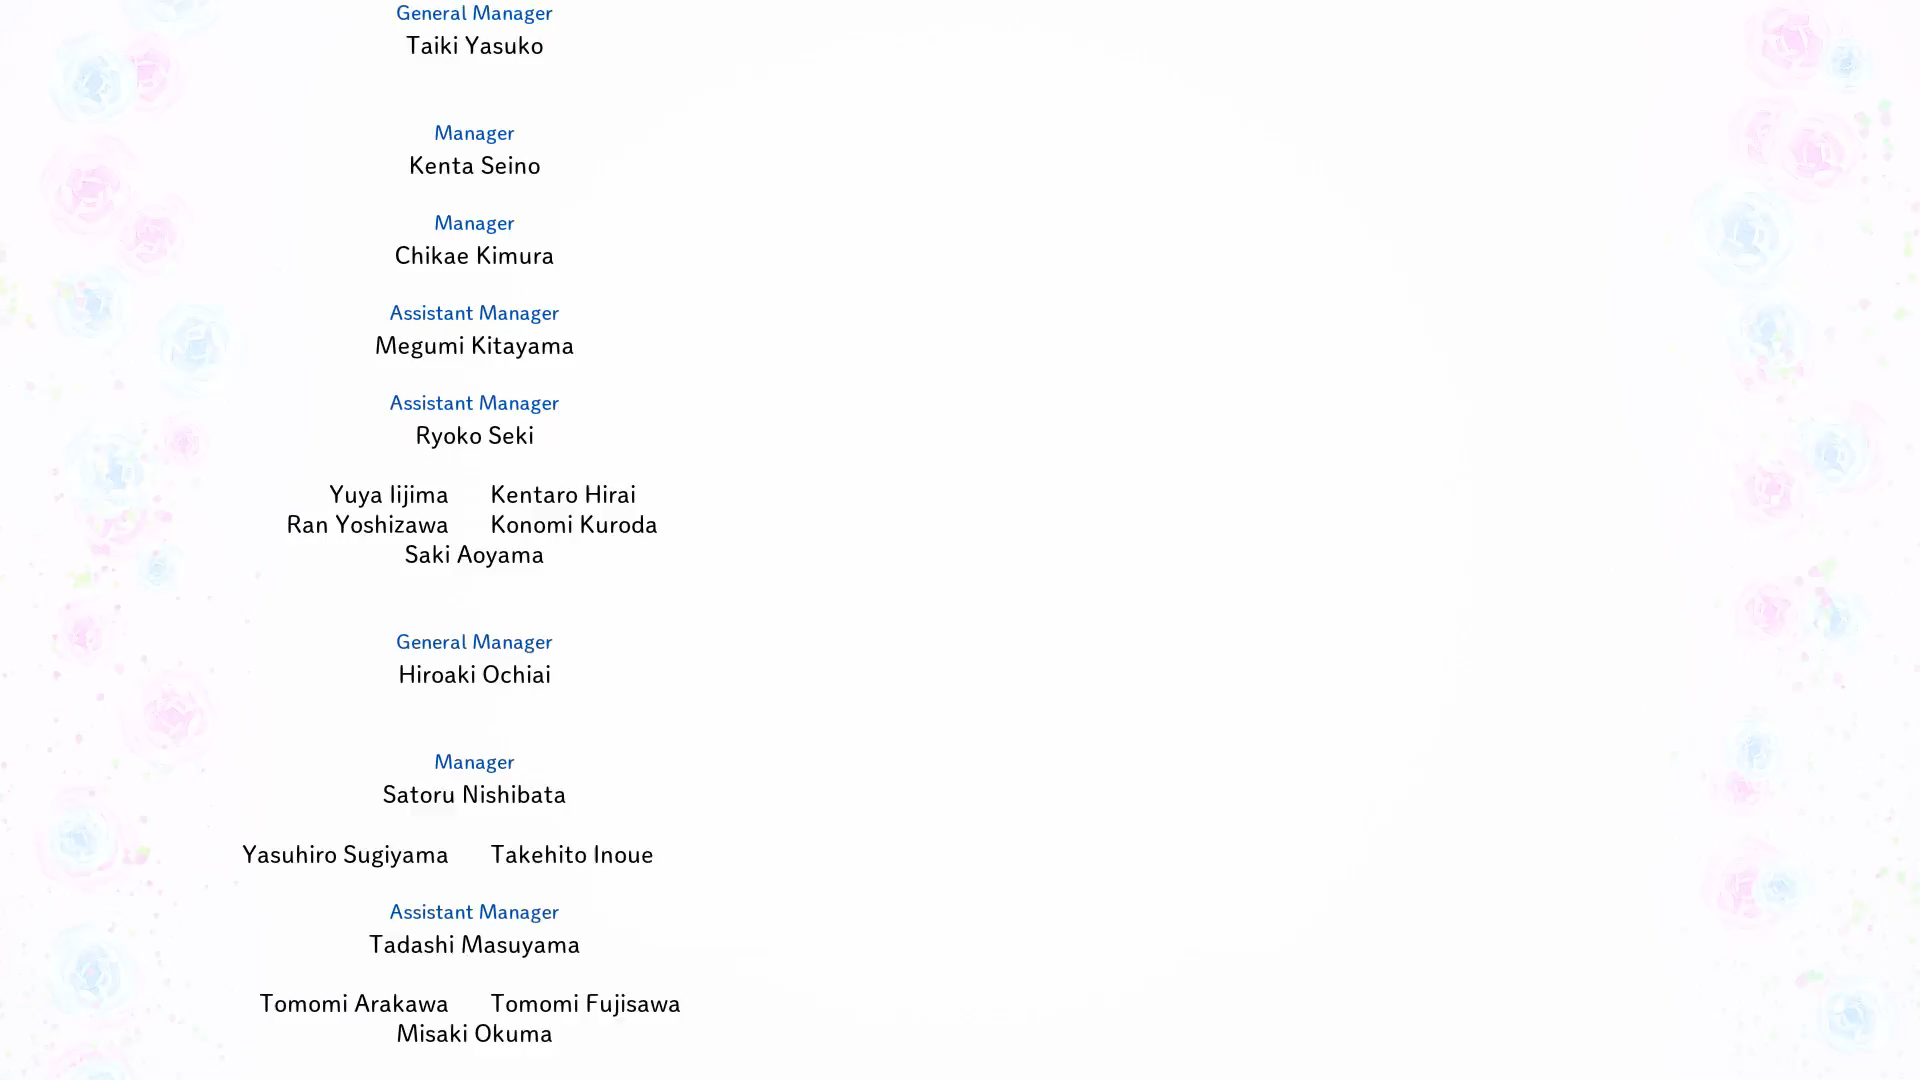 General Manager
Taiki Yasuko
Manager
Kenta Seino
Manager
Chikae Kimura
Assistant Manager
Megumi Kitayama
Assistant Manager
Ryoko Seki
Yuya Iijima Kentaro Hirai
Ran Yoshizawa Konomi Kuroda
Saki Aoyama
General Manager
Hiroaki Ochiai
Manager
Satoru Nishibata
Yasuhiro Sugiyama Takehito Inoue
Assistant Manager
Tadashi Masuyama
Tomomi Arakawa Tomomi Fujisawa
Misaki Okuma